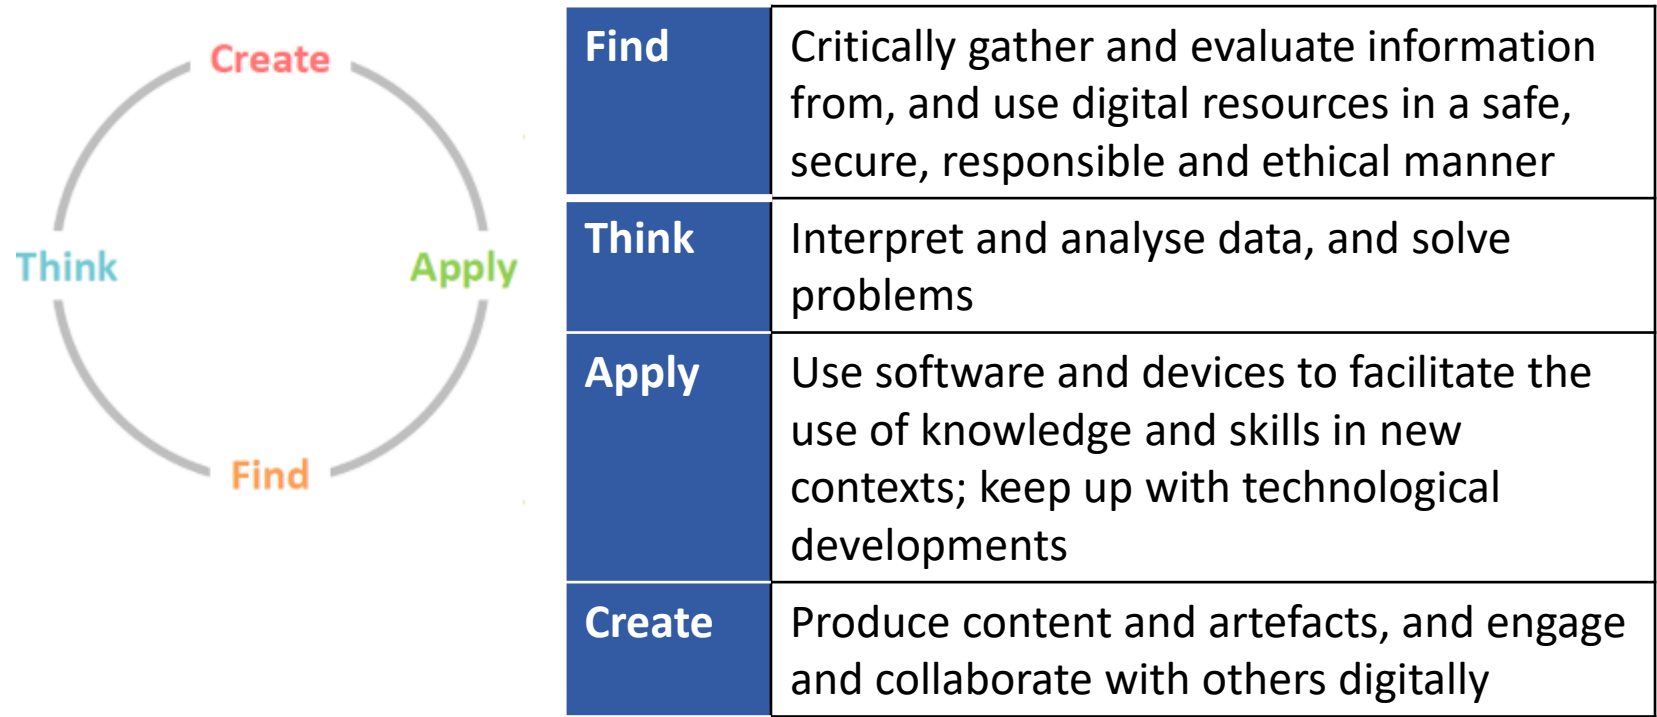 Create
Think
Apply
Find
Find
Critically gather and evaluate information
from, and use digital resources in a safe,
secure, responsible and ethical manner
Think
Interpret and analyse data, and solve
problems
Apply
Use software and devices to facilitate the
use of knowledge and skills in new
contexts; keep up with technological
developments
Create
Produce content and artefacts, and engage
and collaborate with others digitally